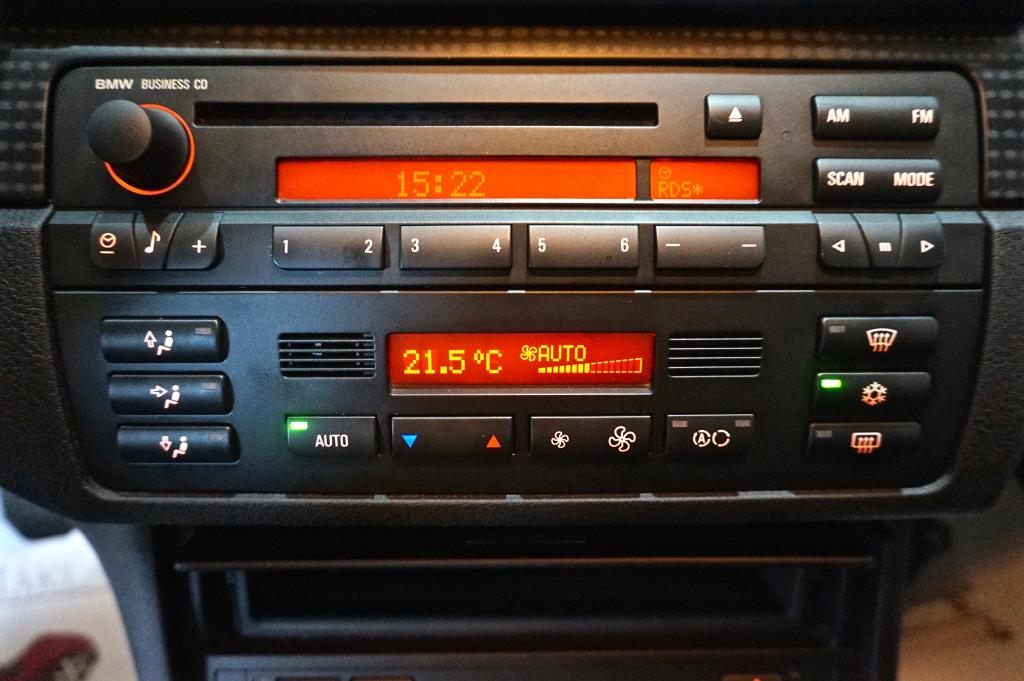 BMW BUSINESS CD
AM FM
15:22
RDS*
SCAN MODE
+
1 2
3 4
5 6
— —
m
21.5 °C AUTO
AUTO
A